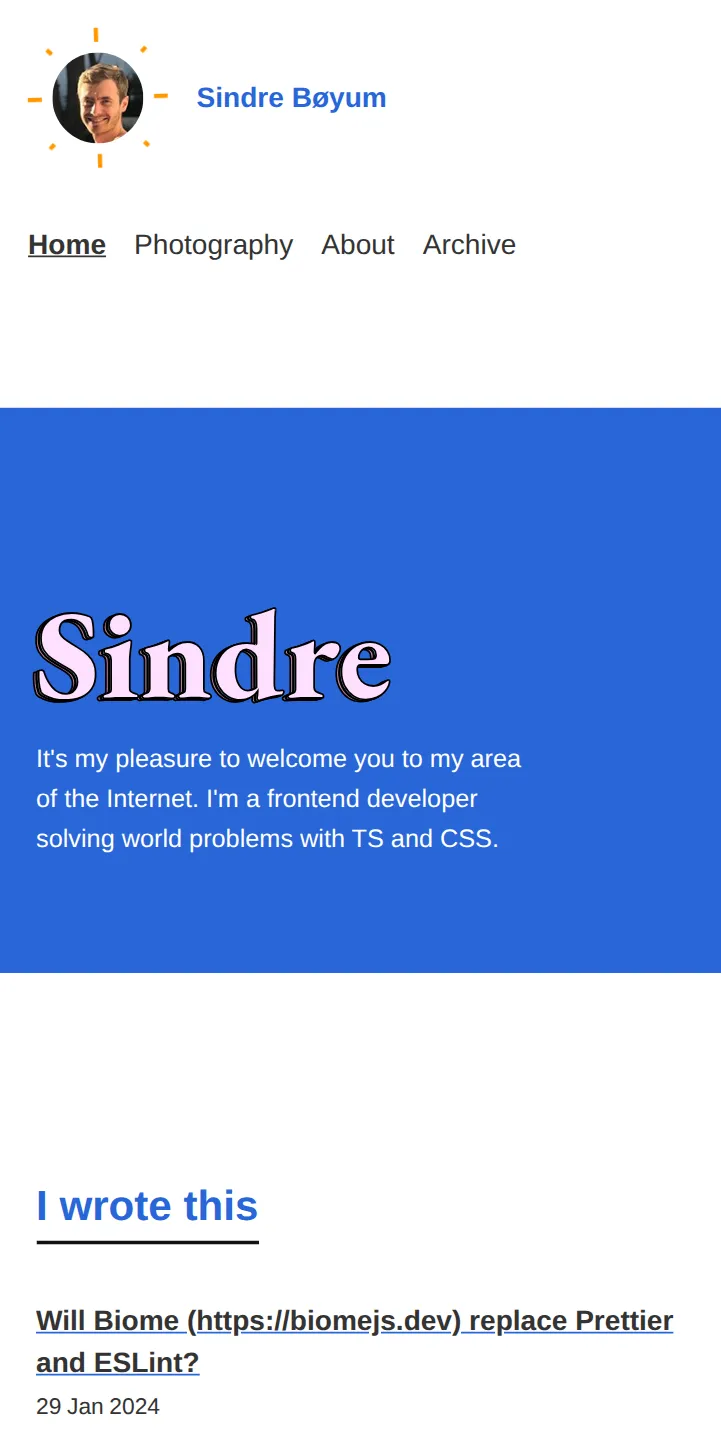 Sindre Bøyum
Home Photography About Archive
Sindre
It's my pleasure to welcome you to my area
of the Internet. I'm a frontend developer
solving world problems with TS and CSS.
I wrote this
Will Biome (https://biomejs.dev) replace Prettier
and ESLint?
29 Jan 2024